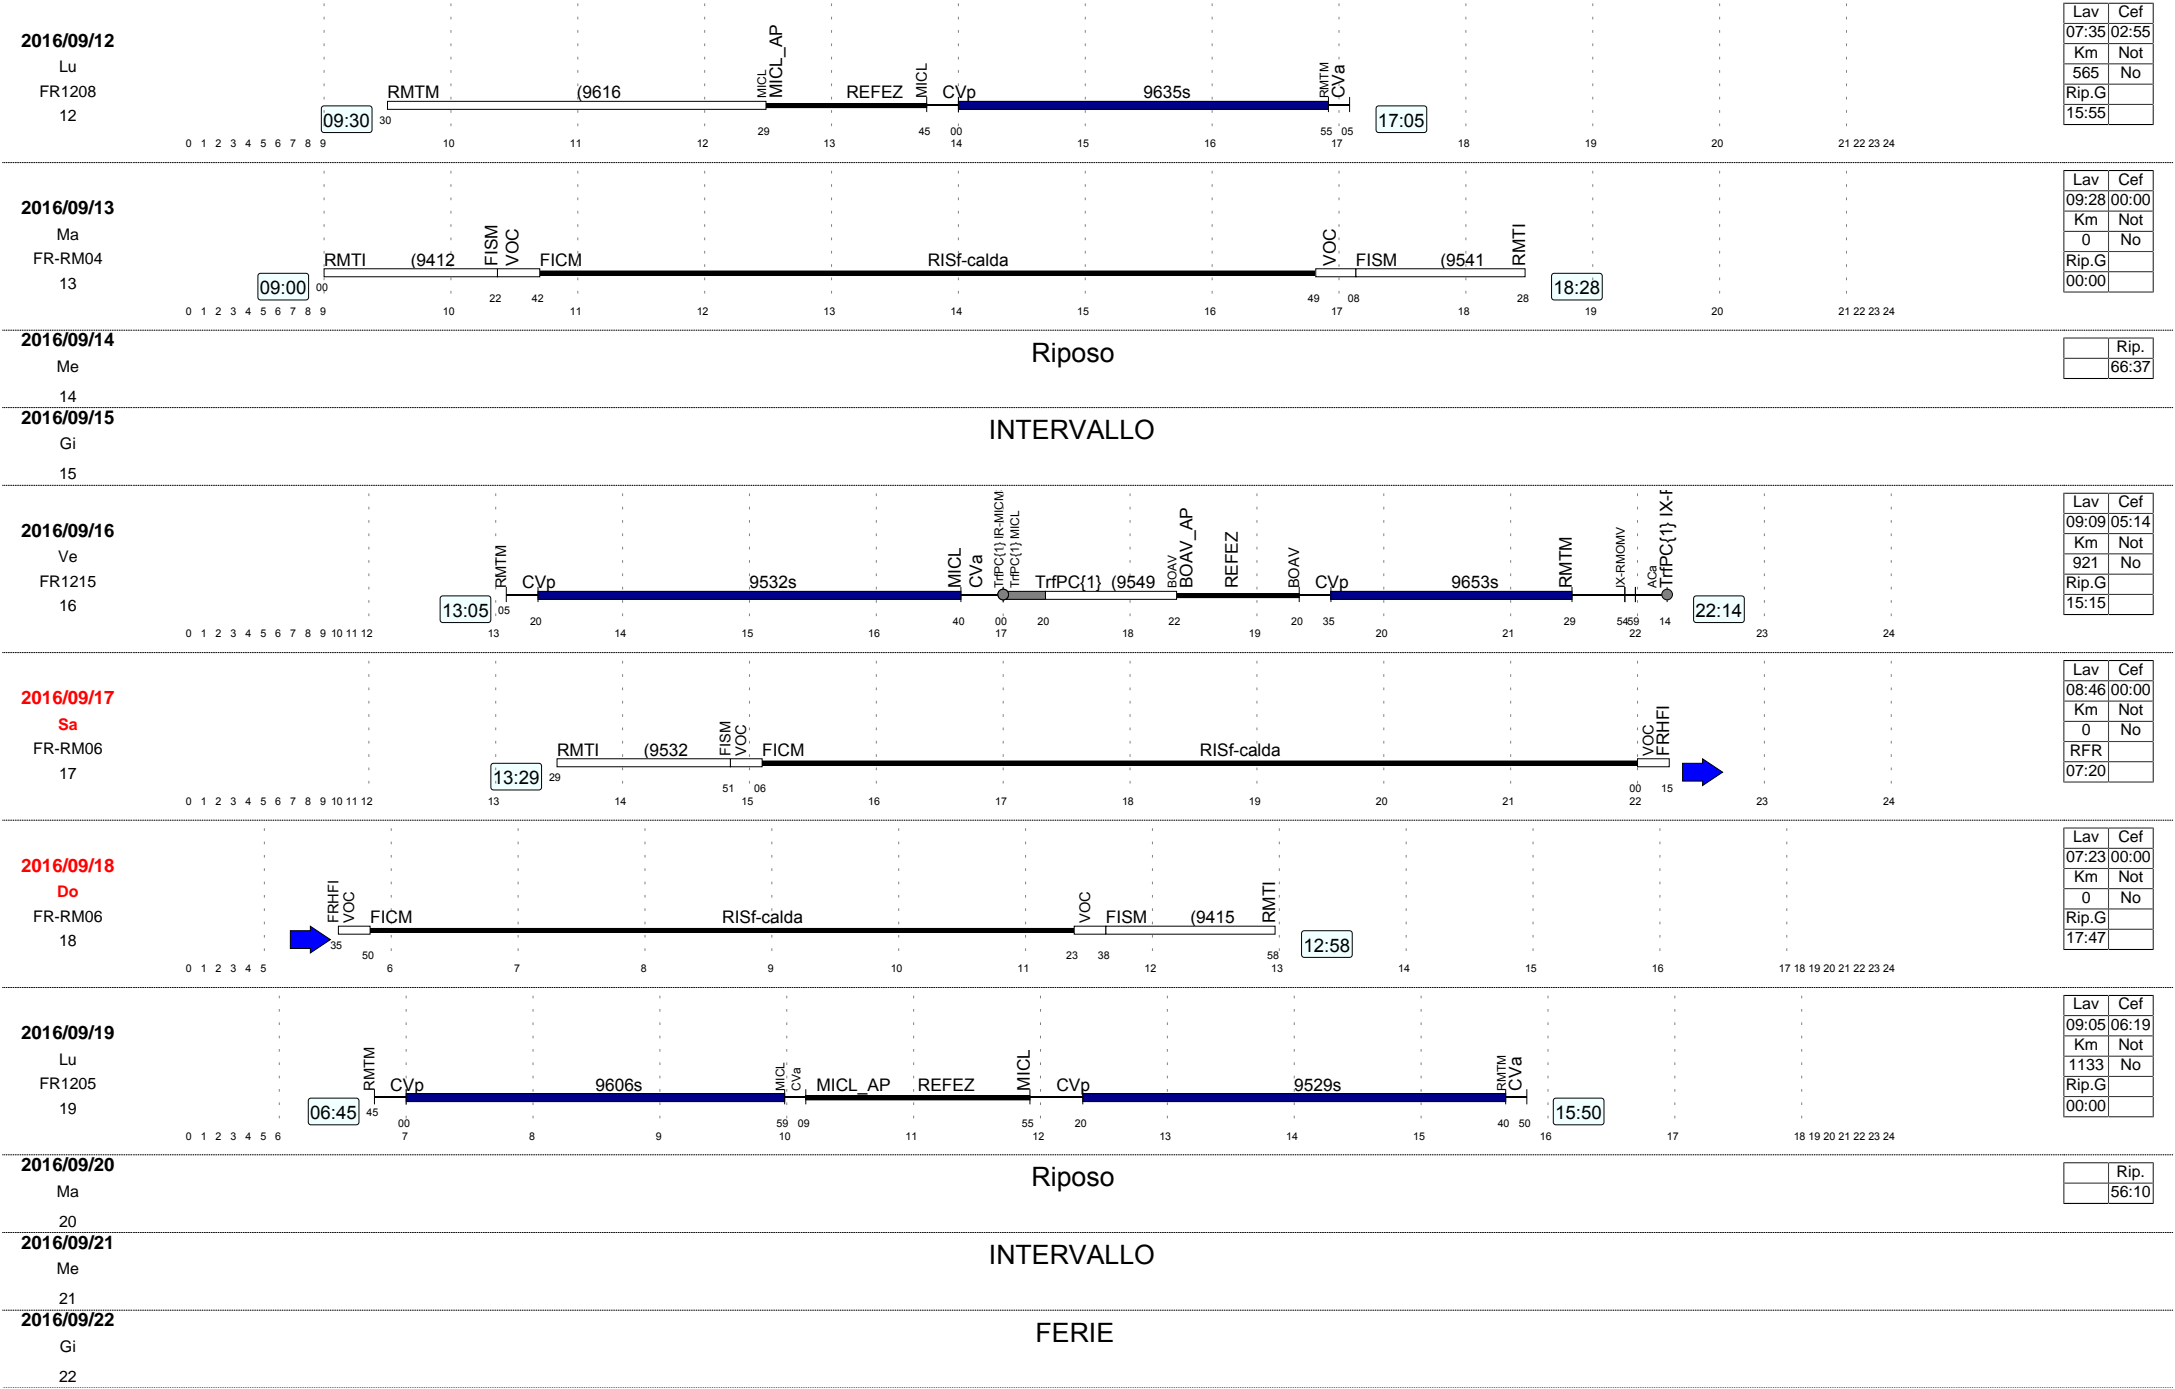 2016/09/12
Lu
FR1208
12
09:30
30
RMTM
(9616
MICL
MICL_AP
29
REFEZ
MICL
45
CVp
00
9635s
RMTM
CVa
55 05
17:05
0 1 2 3 4 5 6 7 8 9 10 11 12 13 14 15 16 17 18 19 20 21 22 23 24
Lav Cef
07:35 02:55
Km Not
565 No
Rip.G
15:55
2016/09/13
Ma
FR-RM04
13
09:00
00
RMTI
(9412
FISM
VOC
22
FICM
42
RISf-calda
VOC
49
FISM
08
(9541
RMTI
28
18:28
0 1 2 3 4 5 6 7 8 9 10 11 12 13 14 15 16 17 18 19 20 21 22 23 24
Lav Cef
09:28 00:00
Km Not
0 No
Rip.G
00:00
2016/09/14
Me
14
Riposo
Rip.
66:37
2016/09/15
Gi
15
INTERVALLO
2016/09/16
Ve
FR1215
16
13:05
RMTM
05
CVp
20
9532s
MICL
CVa
40
TrfPC{1} IR-MICM
TrfPC{1} MICL
00
20
TrfPC{1} (9549
BOAV
BOAV_AP
22
REFEZ
BOAV
20
CVp
35
9653s
RMTM
29
IX-RMOMV
5459
ACa
TrfPC{1} IX-F
14
22:14
0 1 2 3 4 5 6 7 8 9 10 11 12 13 14 15 16 17 18 19 20 21 22 23 24
Lav Cef
09:09 05:14
Km Not
921 No
Rip.G
15:15
2016/09/17
Sa
FR-RM06
17
13:29
29
RMTI
(9532
FISM
VOC
51
FICM
06
RISf-calda
VOC
FRHFI
00 15
0 1 2 3 4 5 6 7 8 9 10 11 12 13 14 15 16 17 18 19 20 21 22 23 24
Lav Cef
08:46 00:00
Km Not
0 No
RFR
07:20
2016/09/18
Do
FR-RM06
18
FRHFI
VOC
35
FICM
50
RISf-calda
VOC
23
FISM
38
(9415
RMTI
58
12:58
0 1 2 3 4 5 6 7 8 9 10 11 12 13 14 15 16 17 18 19 20 21 22 23 24
Lav Cef
07:23 00:00
Km Not
0 No
Rip.G
17:47
2016/09/19
Lu
FR1205
19
06:45
RMTM
45
CVp
00
9606s
MICL
CVa
59 09
MICL_AP
REFEZ
MICL
55
CVp
20
9529s
RMTM
CVa
40 50
15:50
0 1 2 3 4 5 6 7 8 9 10 11 12 13 14 15 16 17 18 19 20 21 22 23 24
Lav Cef
09:05 06:19
Km Not
1133 No
Rip.G
00:00
2016/09/20
Ma
20
Riposo
Rip.
56:10
2016/09/21
Me
21
INTERVALLO
2016/09/22
Gi
22
FERIE